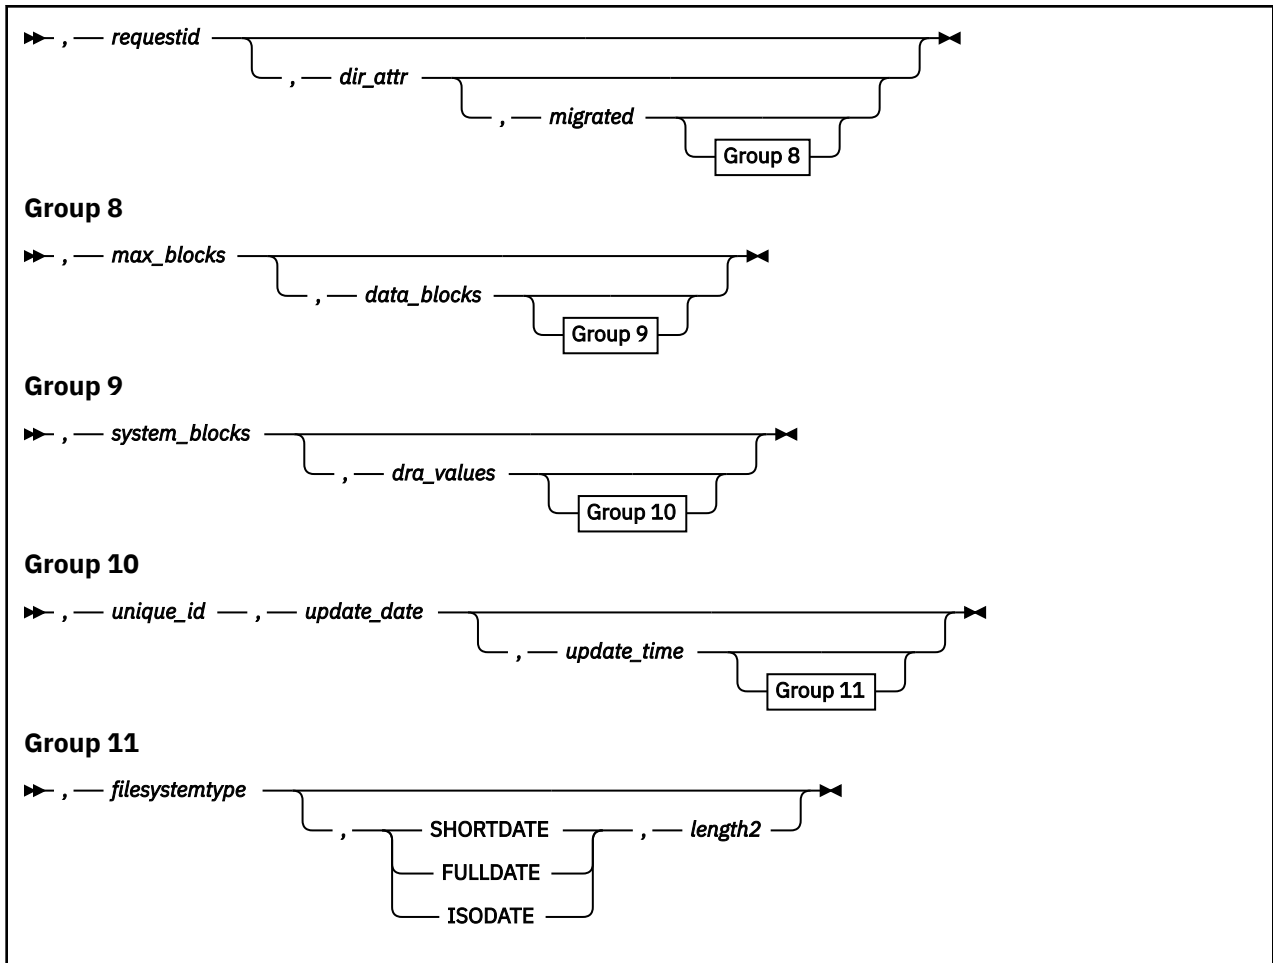 , requestid
, dir_attr
, migrated
Group 8
Group 8
, max_blocks
, data_blocks
Group 9
Group 9
, system_blocks
, dra_values
Group 10
Group 10
, unique_id , update_date
, update_time
Group 11
Group 11
, filesystemtype
, SHORTDATE , length2
FULLDATE
ISODATE